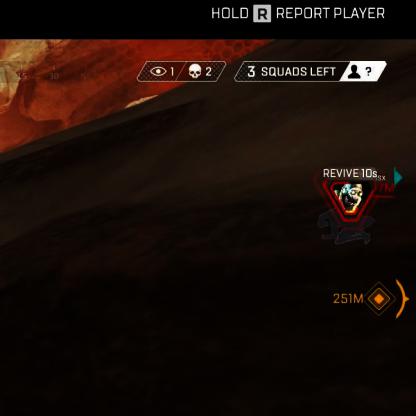 HOLD R REPORT PLAYER
1 2 3 SQUADS LEFT ?
REVIVE 10s
251M